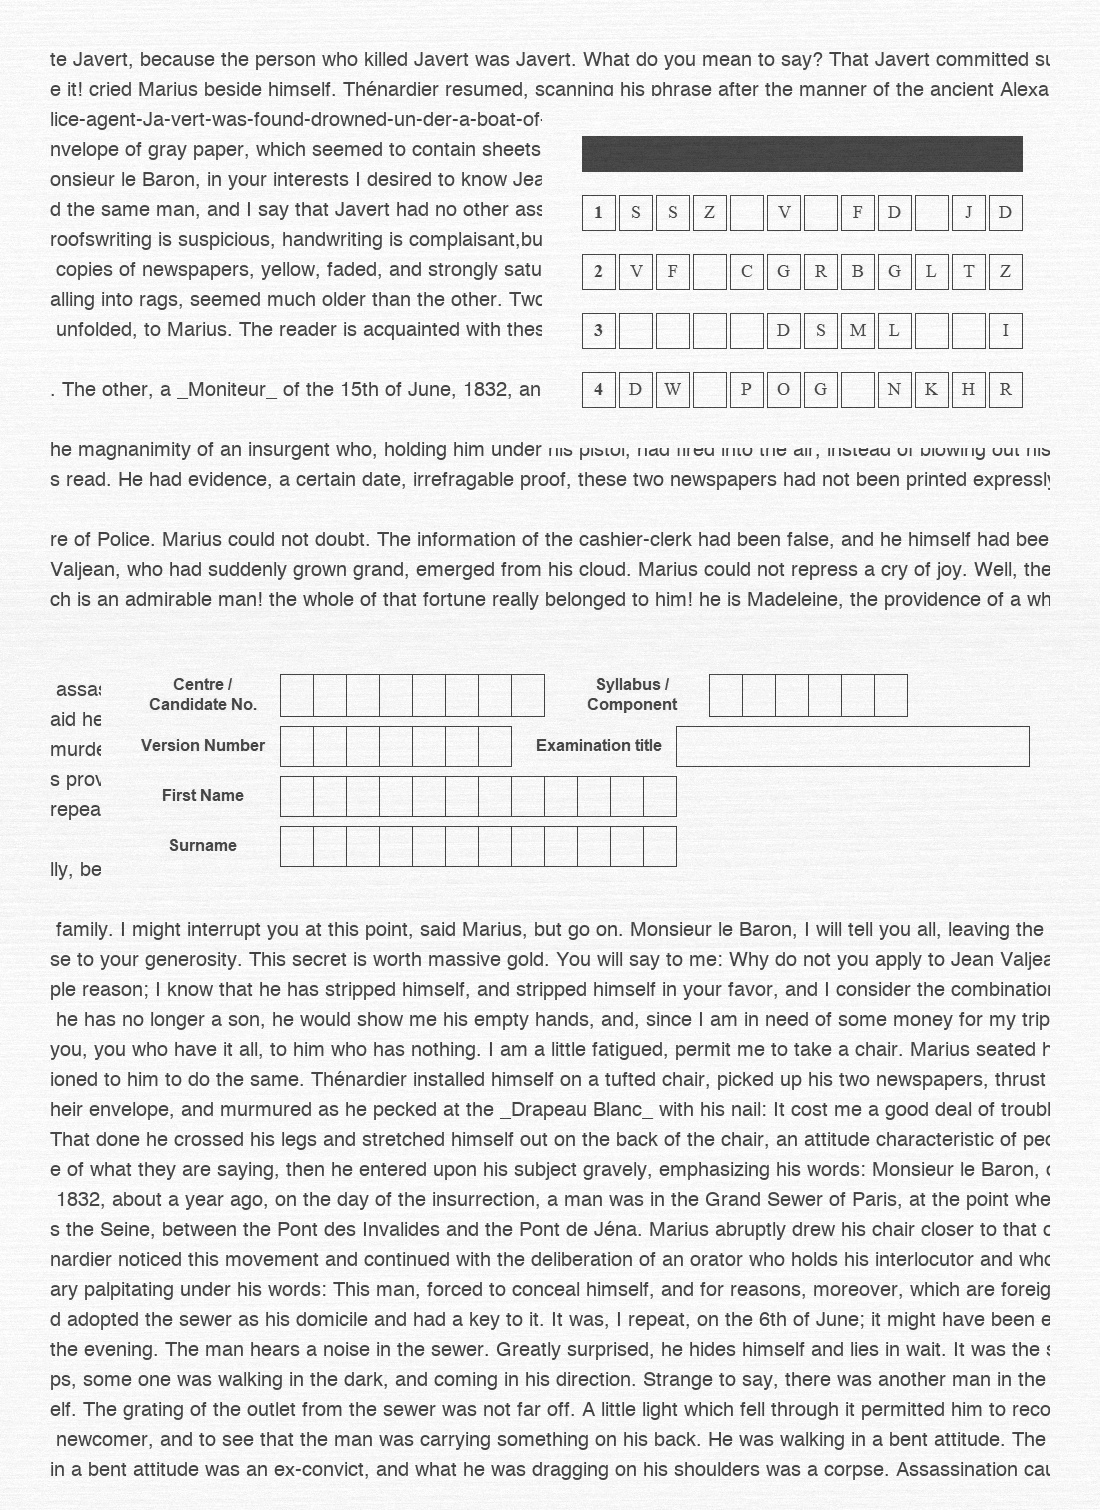 te Javert, because the person who killed Javert was Javert. What do you mean to say? That Javert committed su
e it! cried Marius beside himself. Thénardier resumed, scanning his phrase after the manner of the ancient Alexa
lice-agent-Ja-vert-was-found-drowned-un-der-a-boat-of-
nvelope of gray paper, which seemed to contain sheets
onsieur le Baron, in your interests I desired to know Jea
d the same man, and I say that Javert had no other ass
roofswriting is suspicious, handwriting is complaisant,bu
copies of newspapers, yellow, faded, and strongly satu
alling into rags, seemed much older than the other. Two
unfolded, to Marius. The reader is acquainted with thes
. The other, a _Moniteur_ of the 15th of June, 1832, an
1 S S Z V F D J D
2 V F C G R B G L T Z
3 D S M L I
4 D W P O G N K H R
he magnanimity of an insurgent who, holding him under his pistol, had fired into the air, instead of blowing out his
s read. He had evidence, a certain date, irrefragable proof, these two newspapers had not been printed expressly
re of Police. Marius could not doubt. The information of the cashier-clerk had been false, and he himself had bee
Valjean, who had suddenly grown grand, emerged from his cloud. Marius could not repress a cry of joy. Well, the
ch is an admirable man! the whole of that fortune really belonged to him! he is Madeleine, the providence of a wh
assas
aid he
murde
s prov
repea
lly, be
Centre / Candidate No.
Syllabus / Component
Version Number
Examination title
First Name
Surname
family. I might interrupt you at this point, said Marius, but go on. Monsieur le Baron, I will tell you all, leaving the
se to your generosity. This secret is worth massive gold. You will say to me: Why do not you apply to Jean Valjea
ple reason; I know that he has stripped himself, and stripped himself in your favor, and I consider the combination
he has no longer a son, he would show me his empty hands, and, since I am in need of some money for my trip
you, you who have it all, to him who has nothing. I am a little fatigued, permit me to take a chair. Marius seated h
ioned to him to do the same. Thénardier installed himself on a tufted chair, picked up his two newspapers, thrust
heir envelope, and murmured as he pecked at the _Drapeau Blanc_ with his nail: It cost me a good deal of troubl
That done he crossed his legs and stretched himself out on the back of the chair, an attitude characteristic of peo
e of what they are saying, then he entered upon his subject gravely, emphasizing his words: Monsieur le Baron, o
1832, about a year ago, on the day of the insurrection, a man was in the Grand Sewer of Paris, at the point whe
s the Seine, between the Pont des Invalides and the Pont de Jéna. Marius abruptly drew his chair closer to that o
nardier noticed this movement and continued with the deliberation of an orator who holds his interlocutor and who
ary palpitating under his words: This man, forced to conceal himself, and for reasons, moreover, which are foreig
d adopted the sewer as his domicile and had a key to it. It was, I repeat, on the 6th of June; it might have been e
the evening. The man hears a noise in the sewer. Greatly surprised, he hides himself and lies in wait. It was the s
ps, some one was walking in the dark, and coming in his direction. Strange to say, there was another man in the
elf. The grating of the outlet from the sewer was not far off. A little light which fell through it permitted him to reco
newcomer, and to see that the man was carrying something on his back. He was walking in a bent attitude. The
in a bent attitude was an ex-convict, and what he was dragging on his shoulders was a corpse. Assassination cau